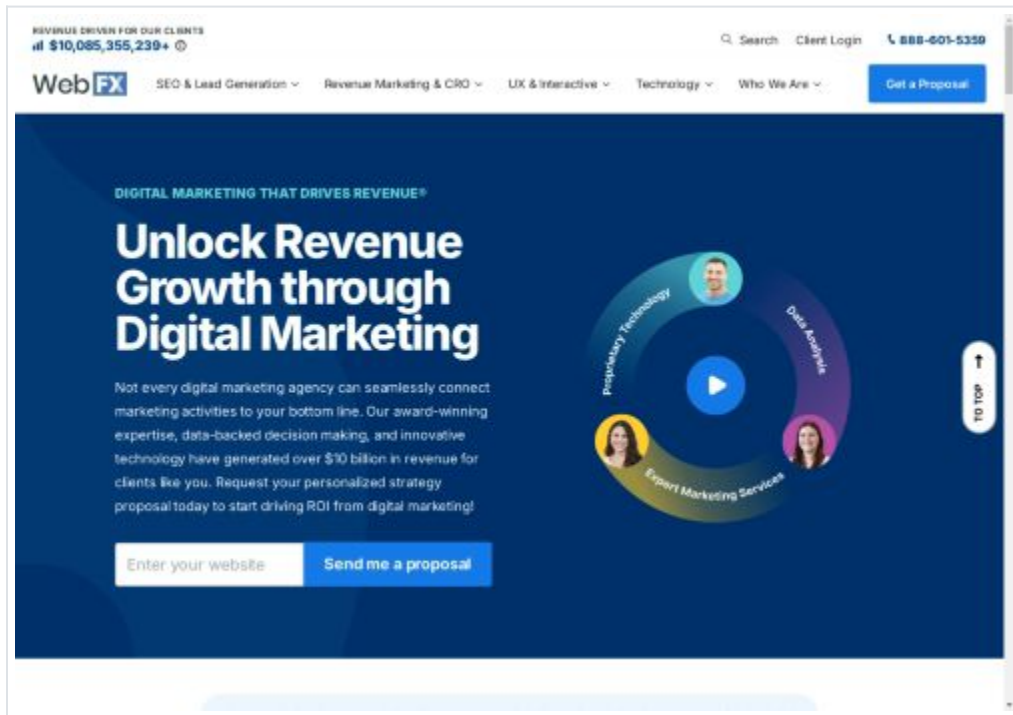 REVENUE DRIVEN FOR OUR CLIENTS
$10,085,355,239+
Search Client Login 888-601-5359
WebFX SEO & Lead Generation Revenue Marketing & CRO UX & Interactive Technology Who We Are Get a Proposal
DIGITAL MARKETING THAT DRIVES REVENUE®
Unlock Revenue
Growth through
Digital Marketing
Not every digital marketing agency can seamlessly connect
marketing activities to your bottom line. Our award-winning
expertise, data-backed decision making, and innovative
technology have generated over $10 billion in revenue for
clients like you. Request your personalized strategy
proposal today to start driving ROI from digital marketing!
Enter your website Send me a proposal
Proprietary Technology
Data Analysis
Expert Marketing Services
TO TOP